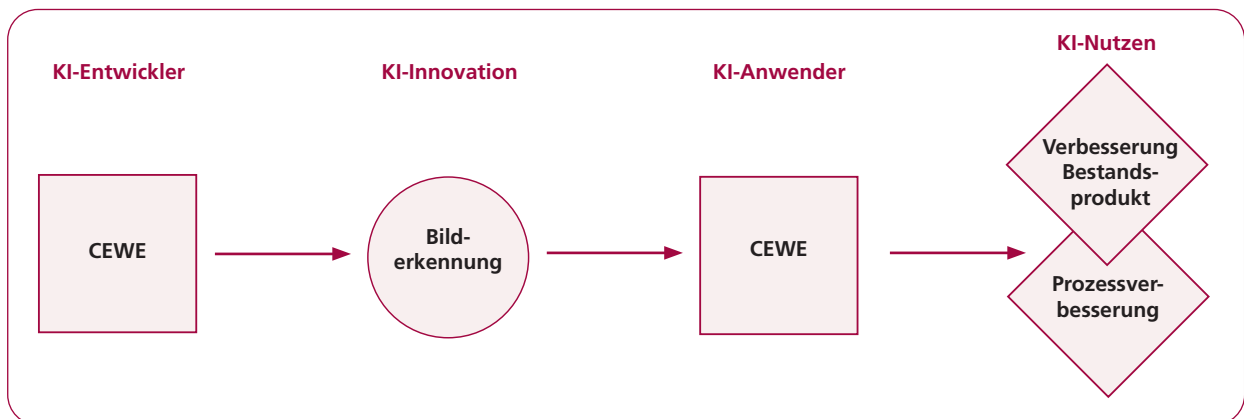 KI-Entwickler
KI-Innovation
KI-Anwender
KI-Nutzen
CEWE
Bild-
erkennung
CEWE
Verbesserung
Bestands-
produkt
Prozessver-
besserung